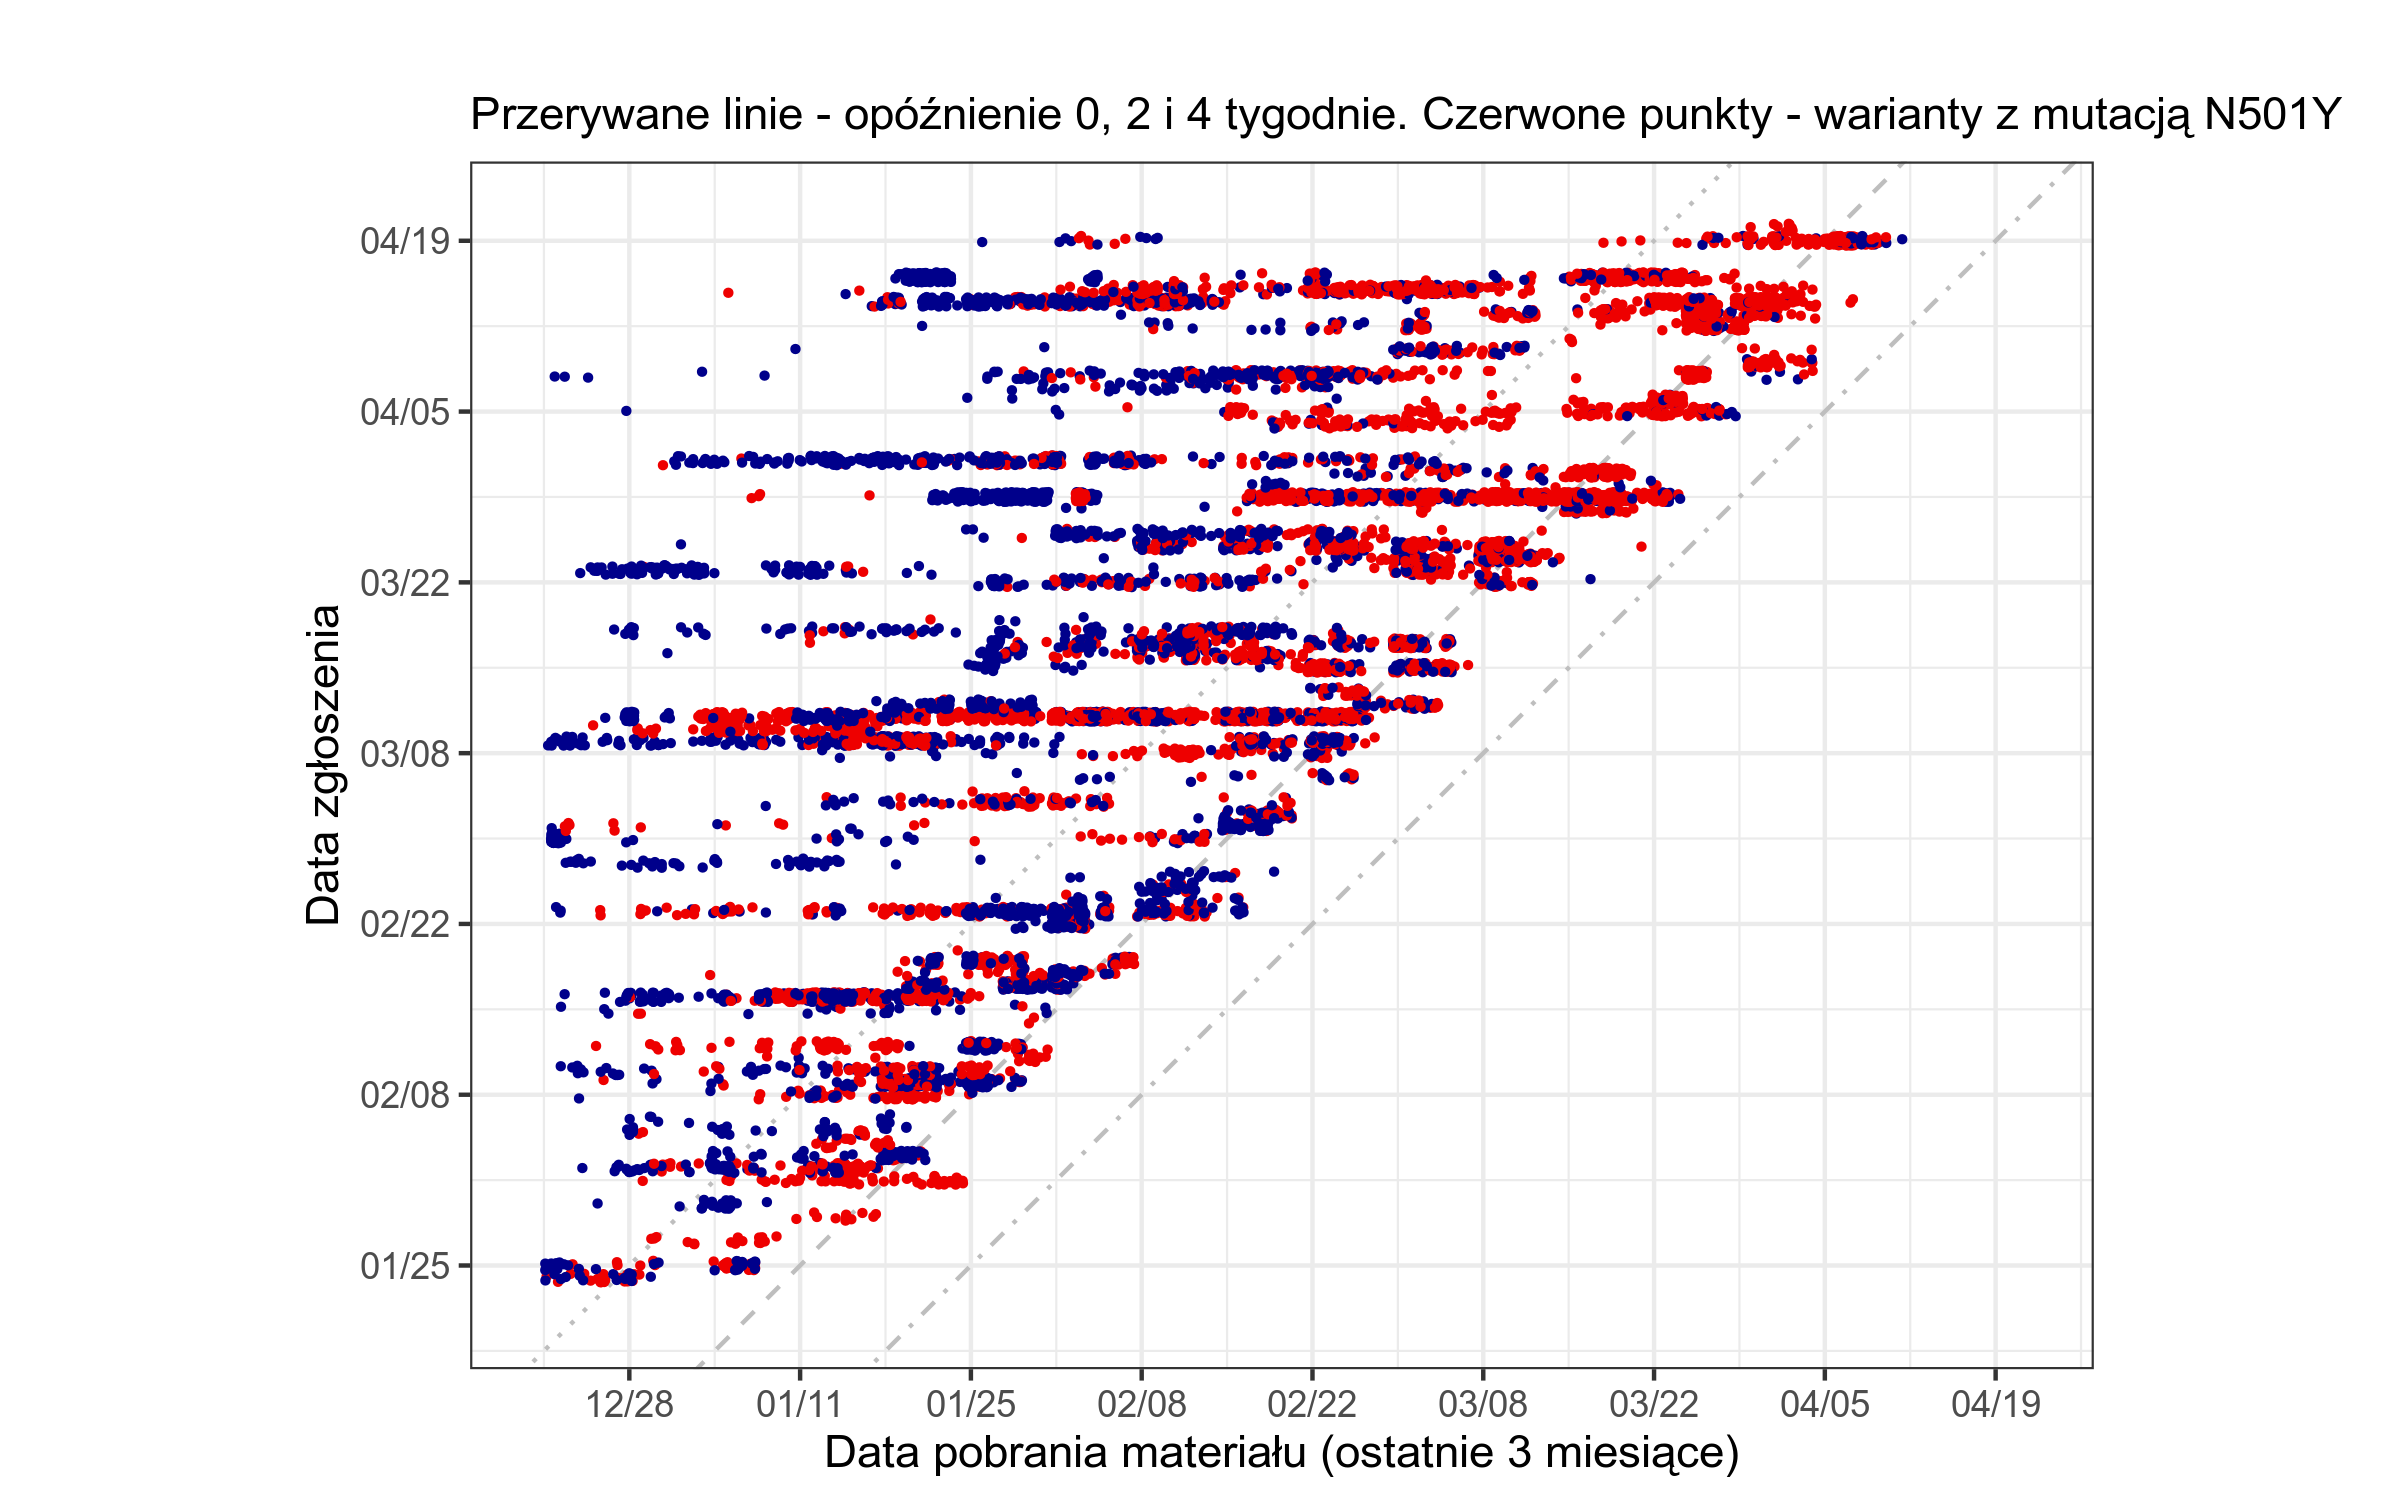 Przerywane linie - opóźnienie 0, 2 i 4 tygodnie. Czerwone punkty - warianty z mutacją N501Y
04/19
04/05
03/22
03/08
02/22
02/08
01/25
Data zgłoszenia
12/28 01/11 01/25 02/08 02/22 03/08 03/22 04/05 04/19
Data pobrania materiału (ostatnie 3 miesiące)